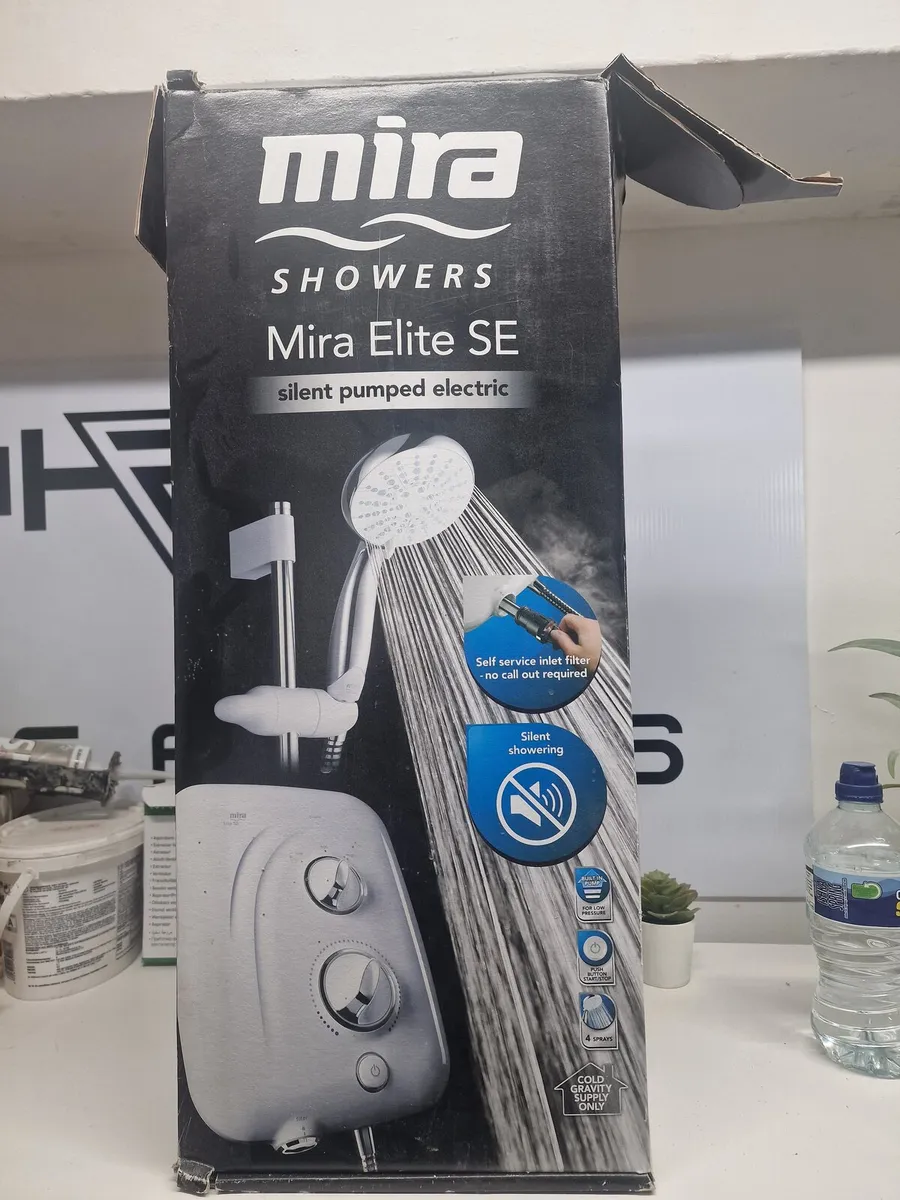 mira
SHOWERS
Mira Elite SE
silent pumped electric
Self service inlet filter
- no call out required
Silent
showering
mira
BUILT IN
PUMP
FOR LOW
PRESSURE
PUSH
BUTTON
START/STOP
4 SPRAYS
COLD
GRAVITY
SUPPLY
ONLY